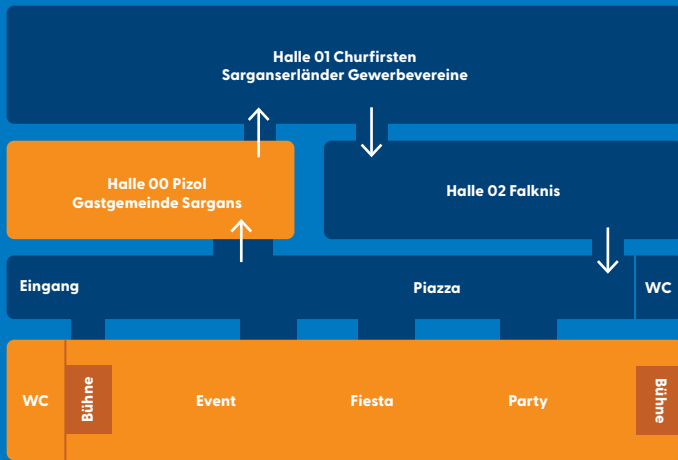 Halle 01 Churfirsten
Sarganserländer Gewerbevereine
Halle 00 Pizol
Gastgemeinde Sargans
Halle 02 Falknis
Eingang
Piazza
WC
WC
Bühne
Event
Fiesta
Party
Bühne